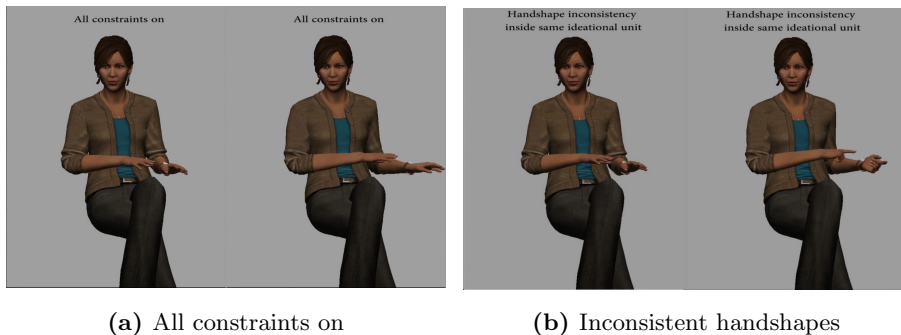 All constraints on
All constraints on
Handshape inconsistency
inside same ideational unit
Handshape inconsistency
inside same ideational unit
(a) All constraints on
(b) Inconsistent handshapes